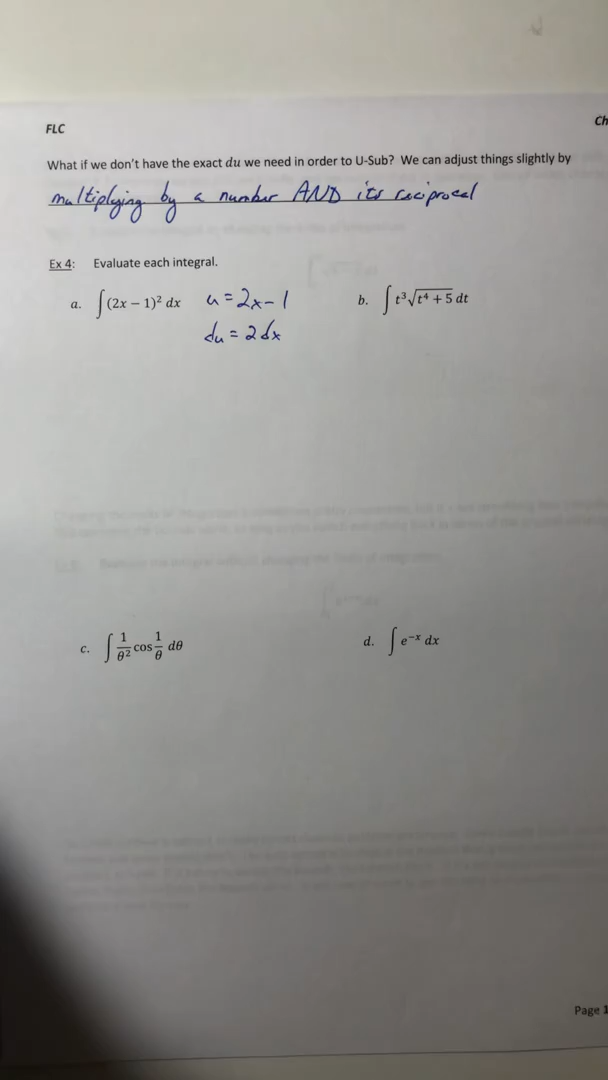 FLC
Ch
What if we don't have the exact du we need in order to U-Sub? We can adjust things slightly by
multiplying by a number AND its reciprocal
Ex 4: Evaluate each integral.
a. ∫(2x − 1)² dx u = 2x - 1 b. ∫t³√(t⁴ + 5) dt
du = 2dx
c. ∫ 1/θ² cos 1/θ dθ d. ∫e⁻ˣ dx
Page 1